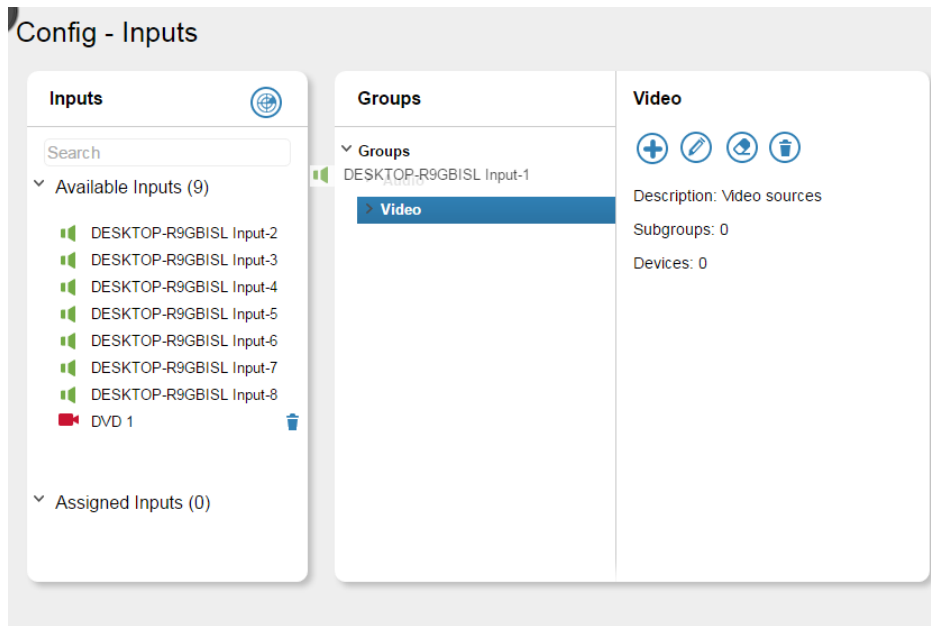 Config - Inputs
Inputs
Search
Available Inputs (9)
DESKTOP-R9GBISL Input-2
DESKTOP-R9GBISL Input-3
DESKTOP-R9GBISL Input-4
DESKTOP-R9GBISL Input-5
DESKTOP-R9GBISL Input-6
DESKTOP-R9GBISL Input-7
DESKTOP-R9GBISL Input-8
DVD 1
Assigned Inputs (0)
Groups
Groups
DESKTOP-R9GBISL Input-1
Audio
Video
Video
Description: Video sources
Subgroups: 0
Devices: 0